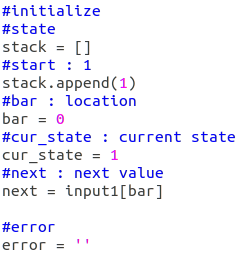 #initialize
#state
stack = []
#start : 1
stack.append(1)
#bar : location
bar = 0
#cur_state : current state
cur_state = 1
#next : next value
next = input1[bar]

#error
error = ''